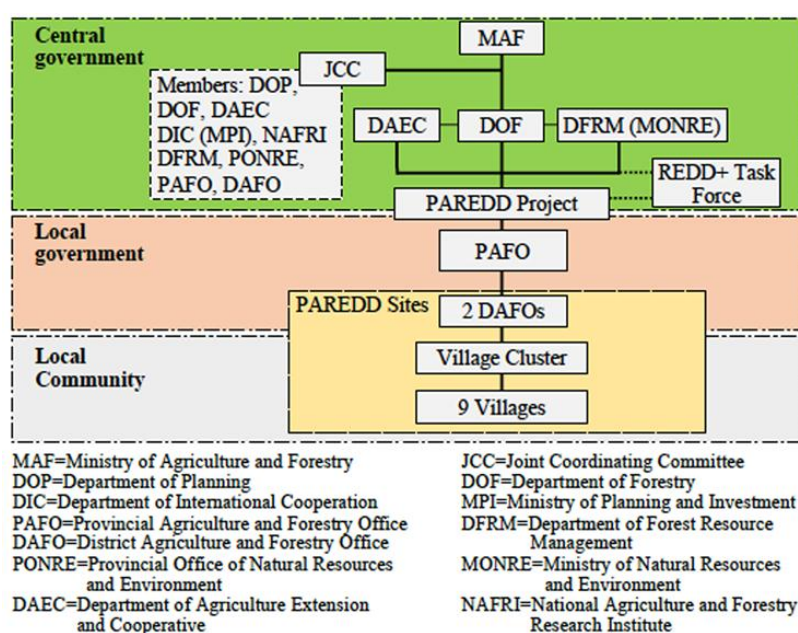 Central
government
MAF
JCC
Members: DOP,
DOF, DAEC
DIC (MPI), NAFRI
DFRM, PONRE,
PAFO, DAFO
DAEC
DOF
DFRM (MONRE)
REDD+ Task
Force
PAREDD Project
Local
government
PAFO
PAREDD Sites
2 DAFOs
Local
Community
Village Cluster
9 Villages
MAF=Ministry of Agriculture and Forestry
DOP=Department of Planning
DIC=Department of International Cooperation
PAFO=Provincial Agriculture and Forestry Office
DAFO=District Agriculture and Forestry Office
PONRE=Provincial Office of Natural Resources
and Environment
DAEC=Department of Agriculture Extension
and Cooperative
JCC=Joint Coordinating Committee
DOF=Department of Forestry
MPI=Ministry of Planning and Investment
DFRM=Department of Forest Resource
Management
MONRE=Ministry of Natural Resources
and Environment
NAFRI=National Agriculture and Forestry
Research Institute